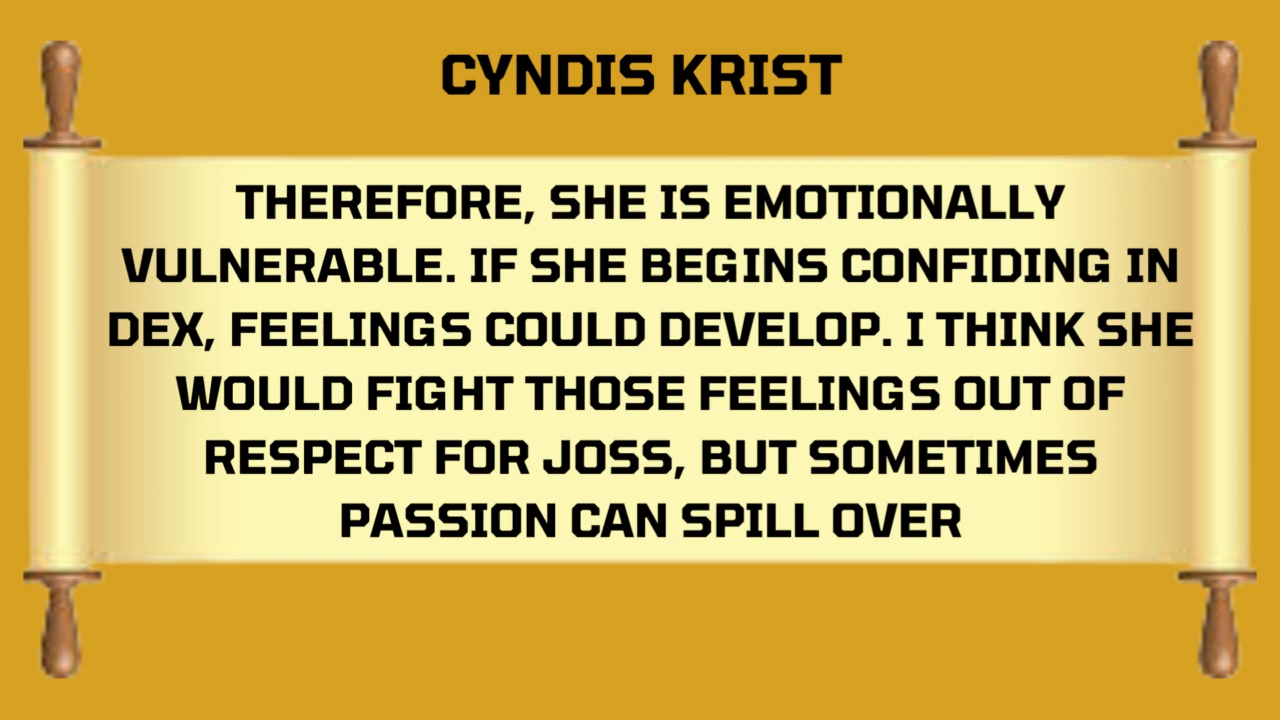 CYNDIS KRIST
THEREFORE, SHE IS EMOTIONALLY
VULNERABLE. IF SHE BEGINS CONFIDING IN
DEX, FEELINGS COULD DEVELOP. I THINK SHE
WOULD FIGHT THOSE FEELINGS OUT OF
RESPECT FOR JOSS, BUT SOMETIMES
PASSION CAN SPILL OVER